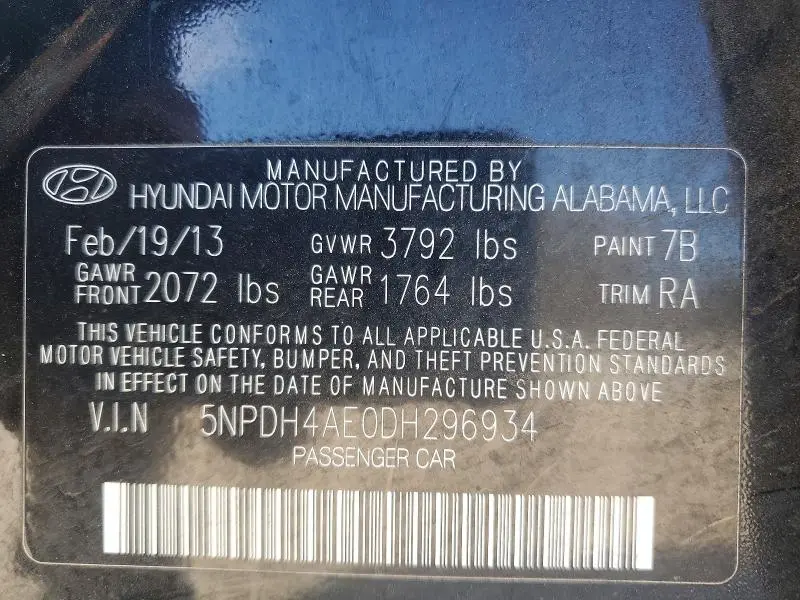 MANUFACTURED BY
HYUNDAI MOTOR MANUFACTURING ALABAMA, LLC
Feb/19/13 GVWR 3792 lbs PAINT 7B
GAWR FRONT 2072 lbs GAWR REAR 1764 lbs TRIM RA
THIS VEHICLE CONFORMS TO ALL APPLICABLE U.S.A. FEDERAL
MOTOR VEHICLE SAFETY, BUMPER, AND THEFT PREVENTION STANDARDS
IN EFFECT ON THE DATE OF MANUFACTURE SHOWN ABOVE
V.I.N 5NPDH4AE0DH296934
PASSENGER CAR